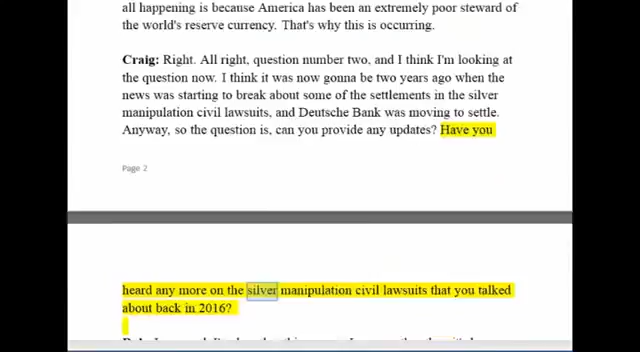 all happening is because America has been an extremely poor steward of
the world's reserve currency. That's why this is occurring.
Craig: Right. All right, question number two, and I think I'm looking at
the question now. I think it was now gonna be two years ago when the
news was starting to break about some of the settlements in the silver
manipulation civil lawsuits, and Deutsche Bank was moving to settle.
Anyway, so the question is, can you provide any updates? Have you
Page 2
heard any more on the silver manipulation civil lawsuits that you talked
about back in 2016?